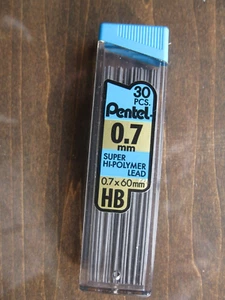 30
PCS.
Pentel
0.7
mm
SUPER
HI-POLYMER
LEAD
0.7 x 60mm
HB